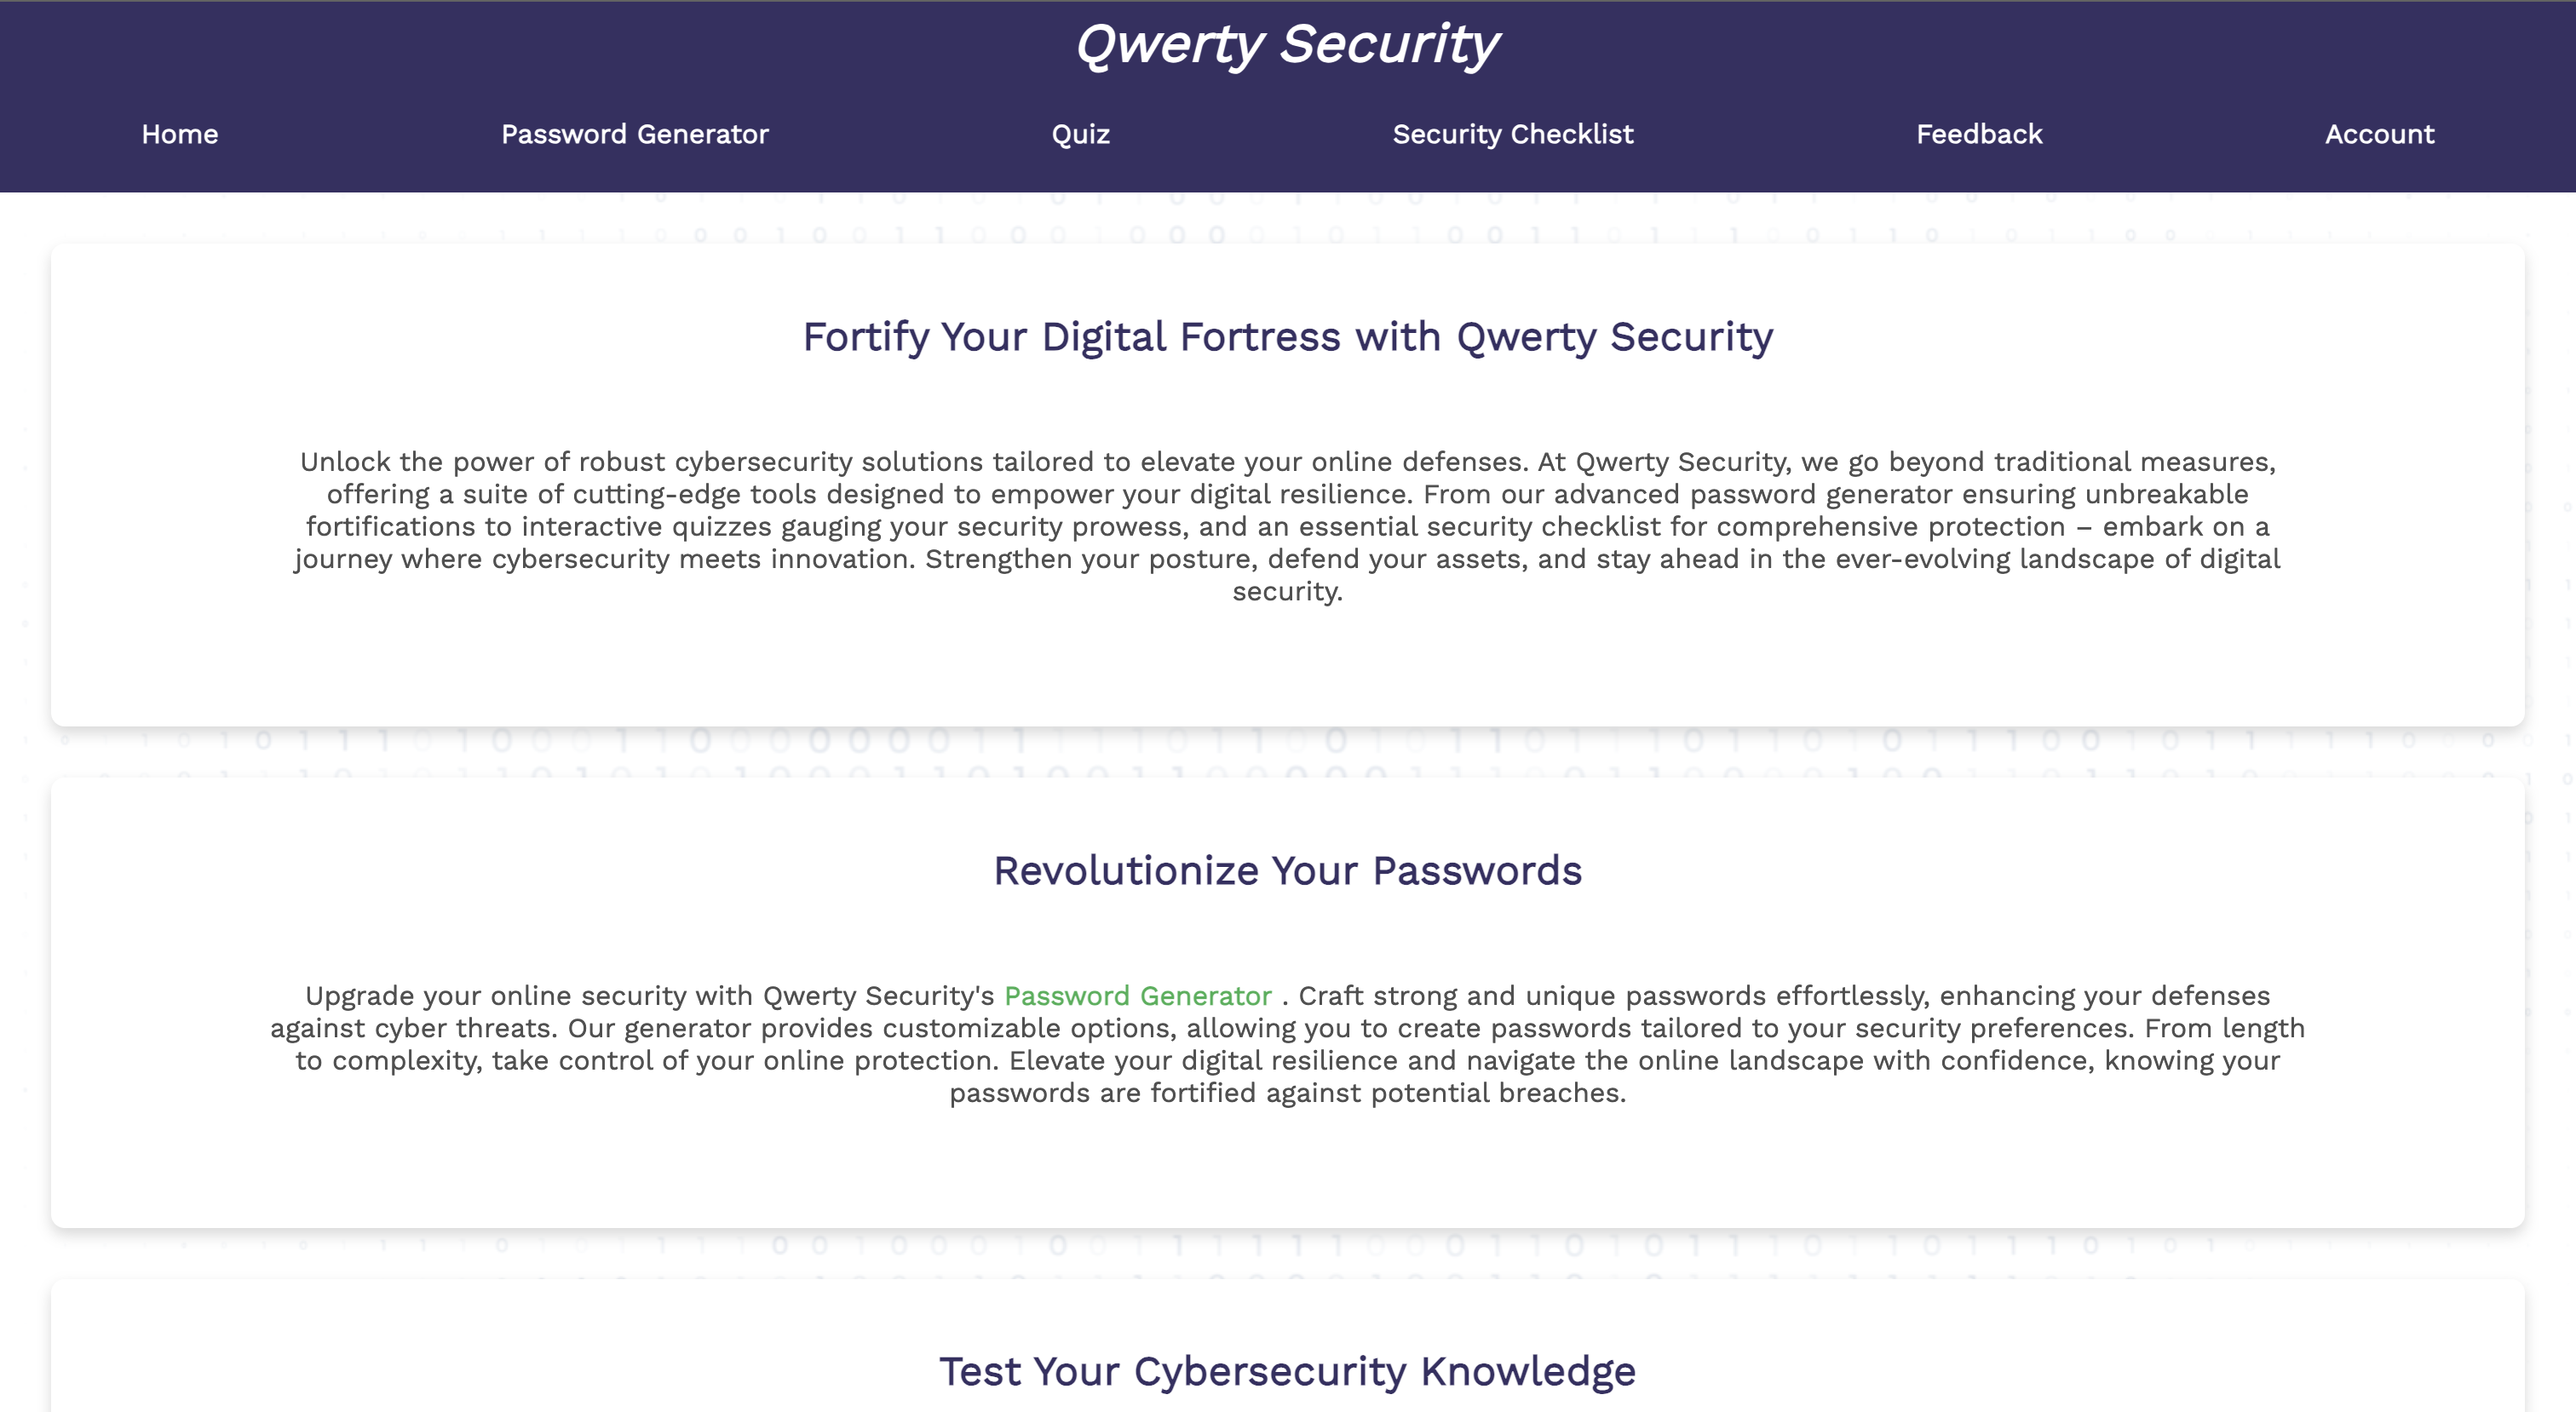 Qwerty Security
Home Password Generator Quiz Security Checklist Feedback Account
Fortify Your Digital Fortress with Qwerty Security
Unlock the power of robust cybersecurity solutions tailored to elevate your online defenses. At Qwerty Security, we go beyond traditional measures,
offering a suite of cutting-edge tools designed to empower your digital resilience. From our advanced password generator ensuring unbreakable
fortifications to interactive quizzes gauging your security prowess, and an essential security checklist for comprehensive protection – embark on a
journey where cybersecurity meets innovation. Strengthen your posture, defend your assets, and stay ahead in the ever-evolving landscape of digital
security.
Revolutionize Your Passwords
Upgrade your online security with Qwerty Security's Password Generator . Craft strong and unique passwords effortlessly, enhancing your defenses
against cyber threats. Our generator provides customizable options, allowing you to create passwords tailored to your security preferences. From length
to complexity, take control of your online protection. Elevate your digital resilience and navigate the online landscape with confidence, knowing your
passwords are fortified against potential breaches.
Test Your Cybersecurity Knowledge